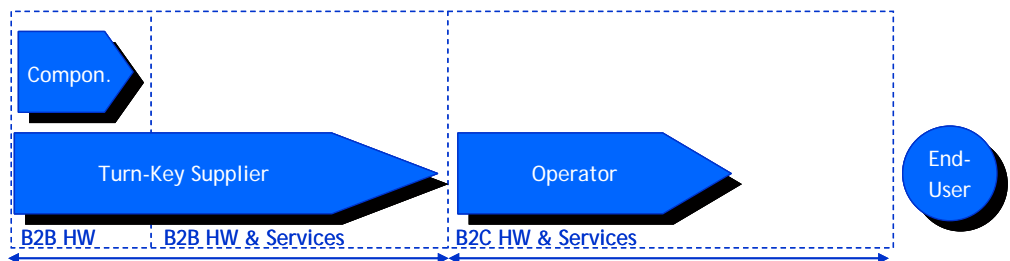 Compon.
Turn-Key Supplier
Operator
End-
User
B2B HW
B2B HW & Services
B2C HW & Services